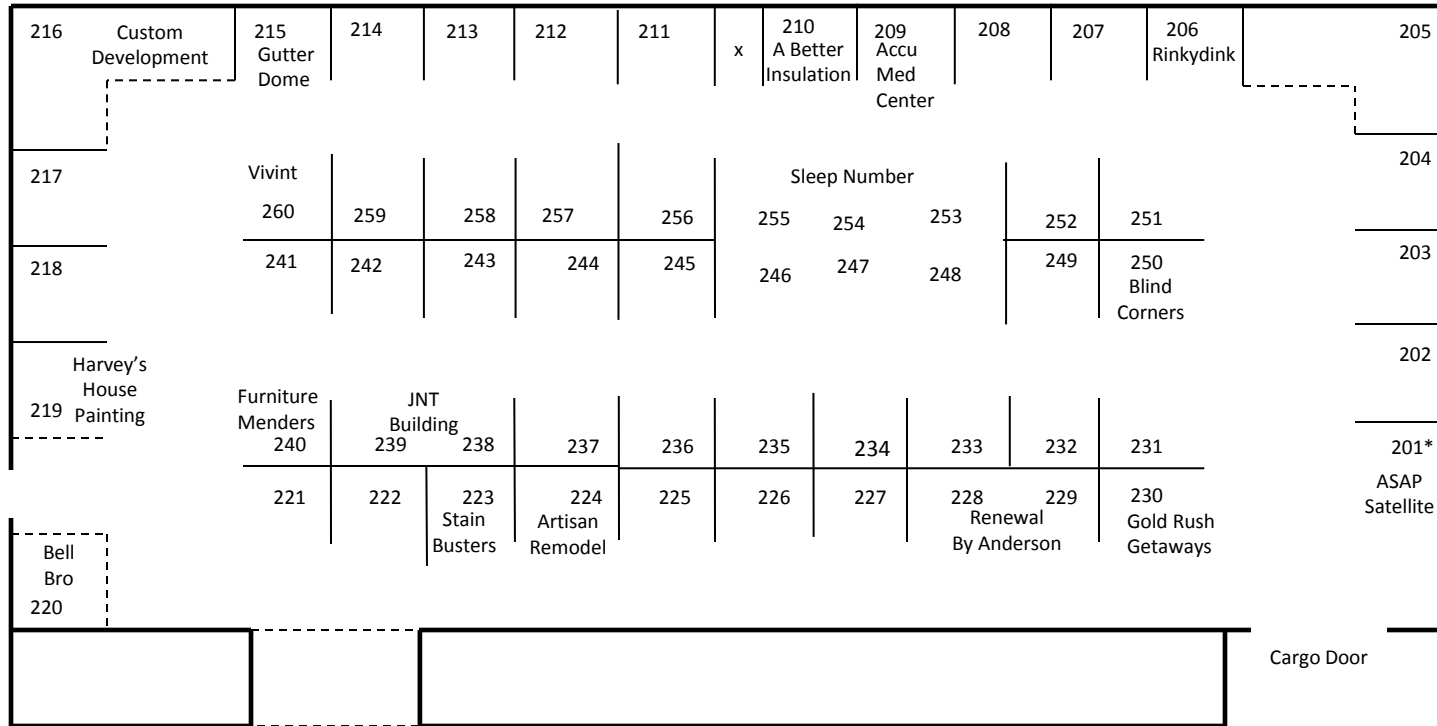 216 Custom 215 214 213 212 211 210 209 208 207 206 205
Development Gutter x A Better Accu Rinkydink
Dome Insulation Med
Center
217 Vivint Sleep Number 204
260 259 258 257 256 255 254 253 252 251
218 241 242 243 244 245 246 247 248 249 250 203
Blind
Corners
Harvey’s 202
House Furniture JNT
219 Painting Menders Building
240 239 238 237 236 235 234 233 232 231 201*
221 222 223 224 225 226 227 228 229 230 ASAP
Stain Artisan Renewal Gold Rush Satellite
Busters Remodel By Anderson Getaways
Bell
Bro
220
Cargo Door